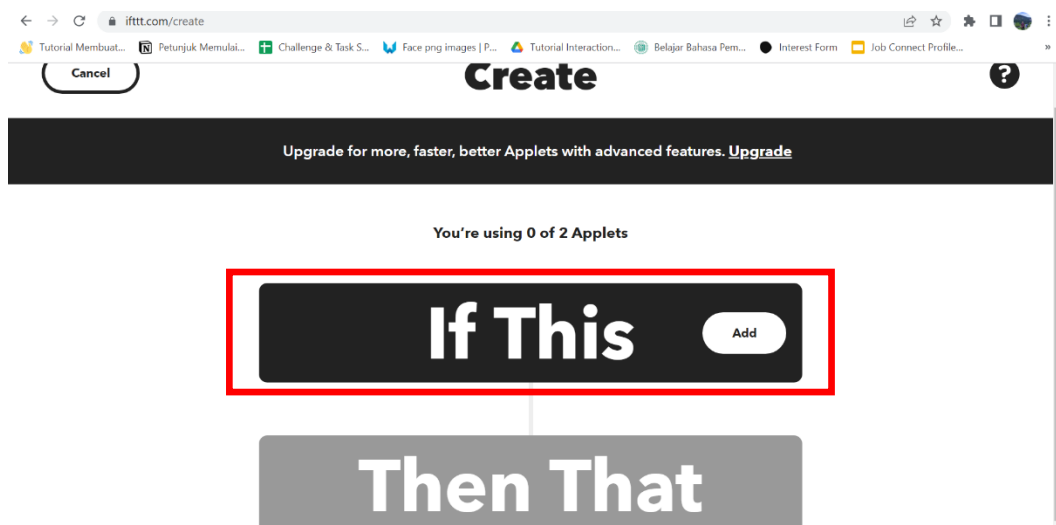 ifttt.com/create
Tutorial Membuat... Petunjuk Memulai... Challenge & Task S... Face png images | P... Tutorial Interaction... Belajar Bahasa Pem... Interest Form Job Connect Profile... »
Cancel Create ?
Upgrade for more, faster, better Applets with advanced features. Upgrade
You're using 0 of 2 Applets
If This Add
Then That